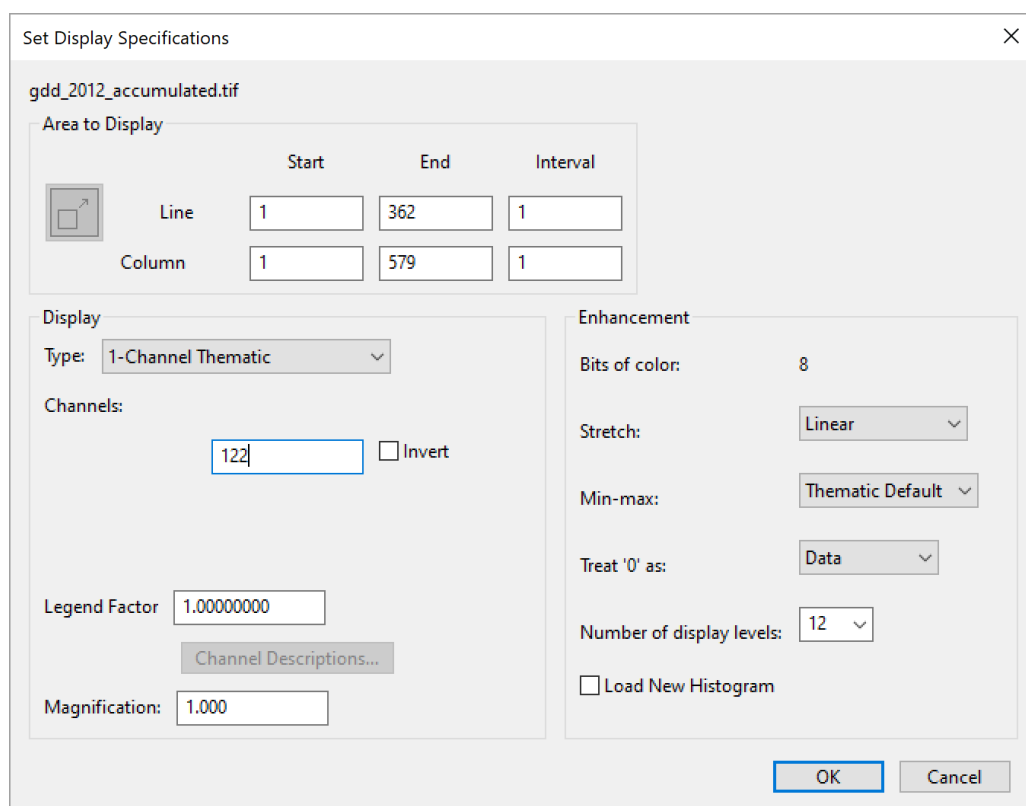 Set Display Specifications
gdd_2012_accumulated.tif
Area to Display
Start End Interval
Line 1 362 1
Column 1 579 1
Display
Type: 1-Channel Thematic
Channels:
122 Invert
Legend Factor 1.00000000
Channel Descriptions...
Magnification: 1.000
Enhancement
Bits of color: 8
Stretch: Linear
Min-max: Thematic Default
Treat '0' as: Data
Number of display levels: 12
Load New Histogram
OK Cancel